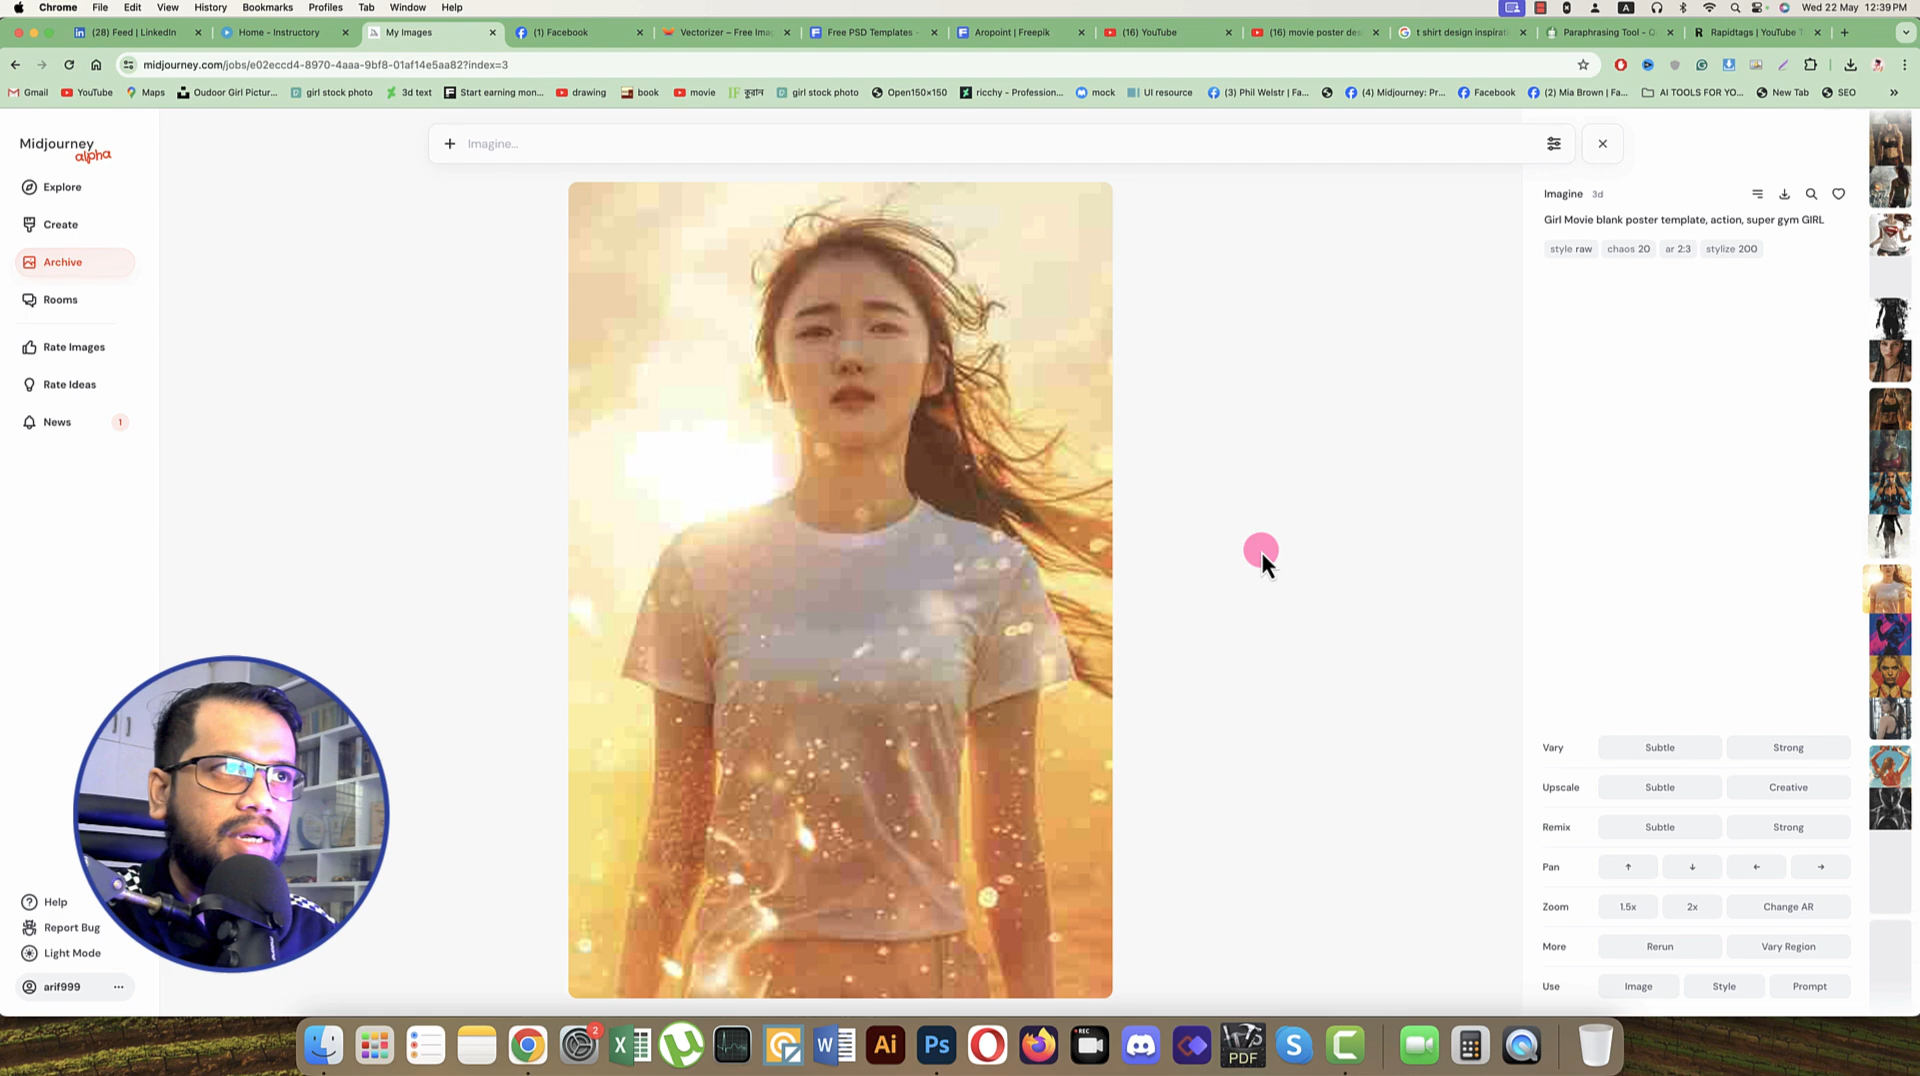 Chrome File Edit View History Bookmarks Profiles Tab Window Help
A Wed 22 May 12:39 PM
(28) Feed | LinkedIn
Home - Instructory
My Images
(1) Facebook
Vectorizer – Free Ima
Free PSD Templates -
Aropoint | Freepik
(16) YouTube
(16) movie poster de
t shirt design inspirati
Paraphrasing Tool - Q
Rapidtags | YouTube T
midjourney.com/jobs/e02eccd4-8970-4aaa-9bf8-01af14e5aa82?index=3
Gmail
YouTube
Maps
Oudoor Girl Pictur...
girl stock photo
3d text
Start earning mon...
drawing
book
movie
কুরআন
girl stock photo
Open150×150
ricchy - Profession...
mock
UI resource
(3) Phil Welstr | Fa...
(4) Midjourney: Pr...
Facebook
(2) Mia Brown | Fa...
AI TOOLS FOR YO...
New Tab
SEO
Midjourney
alpha
Imagine...
Explore
Create
Archive
Rooms
Rate Images
Rate Ideas
News 1
Help
Report Bug
Light Mode
arif999
Imagine 3d
Girl Movie blank poster template, action, super gym GIRL
style raw chaos 20 ar 2:3 stylize 200
Vary Subtle Strong
Upscale Subtle Creative
Remix Subtle Strong
Pan ↑ ↓ ← →
Zoom 1.5x 2x Change AR
More Rerun Vary Region
Use Image Style Prompt
2
X
W
Ai
Ps
REC
PDF
S
C